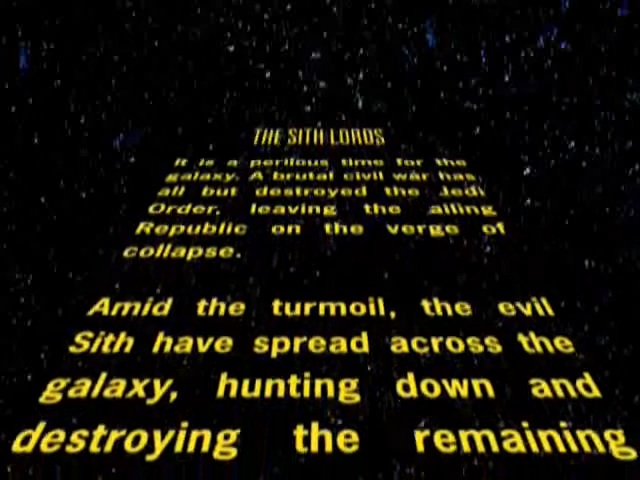 THE SITH LORDS
It is a perilous time for the
galaxy. A brutal civil war has
all but destroyed the Jedi
Order, leaving the ailing
Republic on the verge of
collapse.
Amid the turmoil, the evil
Sith have spread across the
galaxy, hunting down and
destroying the remaining